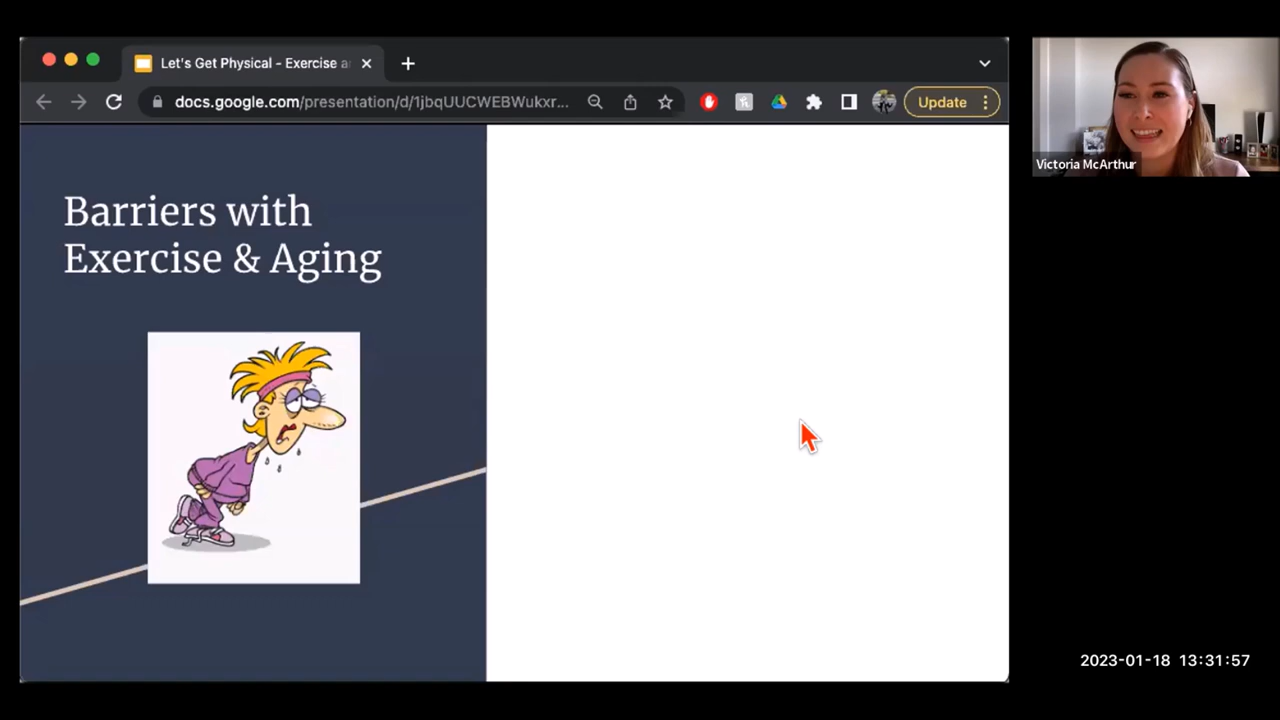 Let's Get Physical - Exercise a
docs.google.com/presentation/d/1jbqUUCWEBWukxr...
Update
Barriers with
Exercise & Aging
Victoria McArthur
2023-01-18 13:31:57